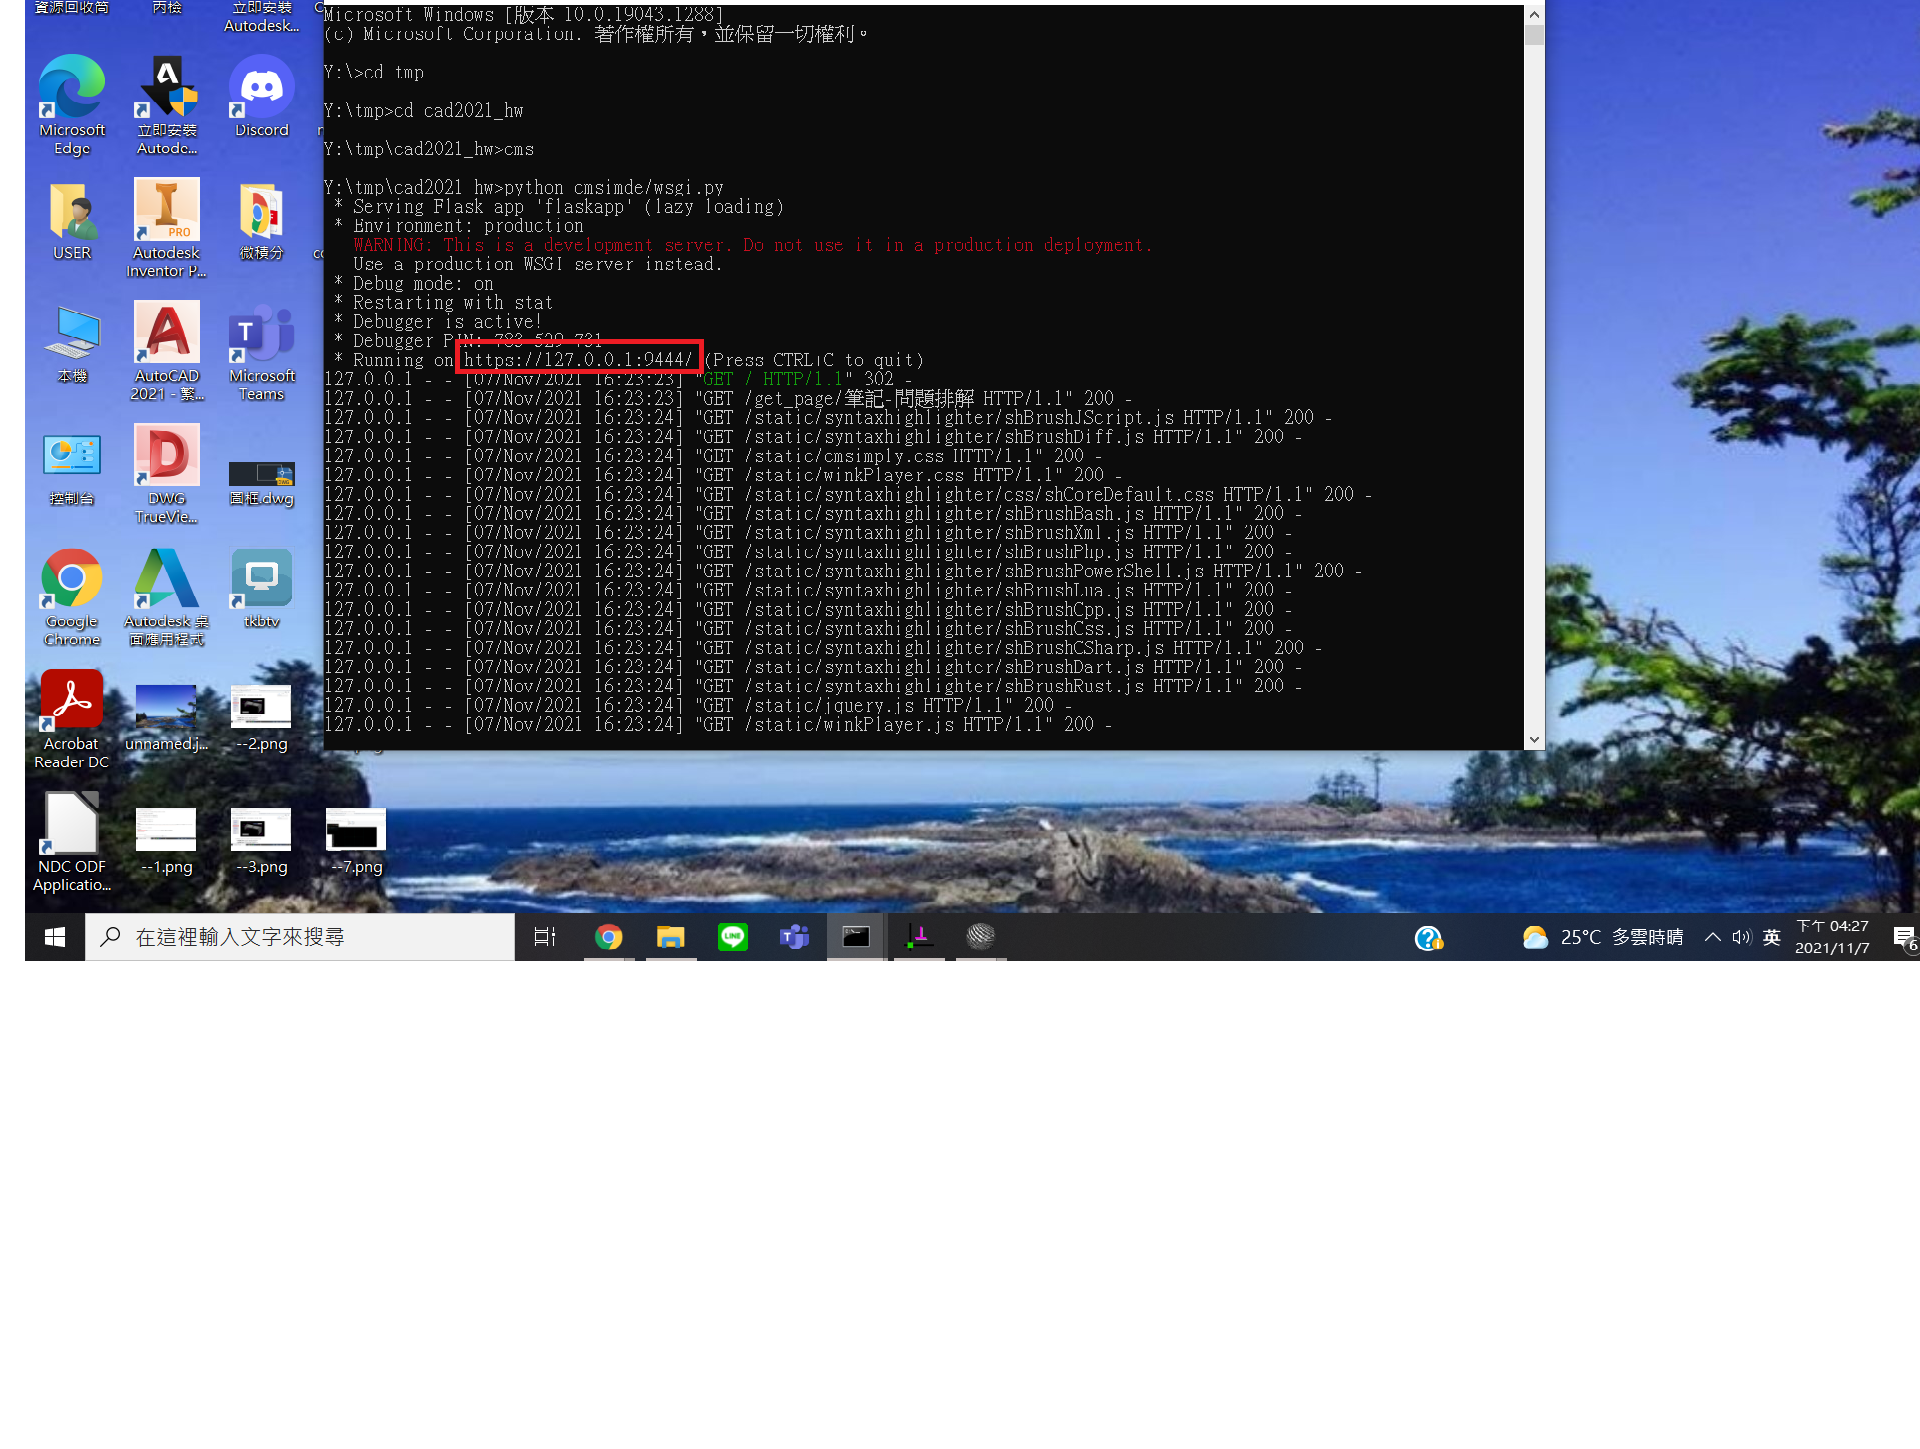 資源回收筒
丙檢
立即安裝
Autodesk...
Microsoft
Edge
立即安裝
Autode...
Discord
USER
Autodesk
Inventor P...
微積分
本機
AutoCAD
2021 - 繁...
Microsoft
Teams
控制台
DWG
TrueVie...
圖框.dwg
Google
Chrome
Autodesk 桌
面應用程式
tkbtv
Acrobat
Reader DC
unnamed.j...
--2.png
NDC ODF
Applicatio...
--1.png
--3.png
--7.png
Microsoft Windows [版本 10.0.19043.1288]
(c) Microsoft Corporation. 著作權所有，並保留一切權利。
Y:\>cd tmp
Y:\tmp>cd cad2021_hw
Y:\tmp\cad2021_hw>cms
Y:\tmp\cad2021_hw>python cmsimde/wsgi.py
* Serving Flask app 'flaskapp' (lazy loading)
* Environment: production
WARNING: This is a development server. Do not use it in a production deployment.
Use a production WSGI server instead.
* Debug mode: on
* Restarting with stat
* Debugger is active!
* Debugger PIN: 783-529-731
* Running on https://127.0.0.1:9444/ (Press CTRL+C to quit)
127.0.0.1 - - [07/Nov/2021 16:23:23] "GET / HTTP/1.1" 302 -
127.0.0.1 - - [07/Nov/2021 16:23:23] "GET /get_page/筆記-問題排解 HTTP/1.1" 200 -
127.0.0.1 - - [07/Nov/2021 16:23:24] "GET /static/syntaxhighlighter/shBrushJScript.js HTTP/1.1" 200 -
127.0.0.1 - - [07/Nov/2021 16:23:24] "GET /static/syntaxhighlighter/shBrushDiff.js HTTP/1.1" 200 -
127.0.0.1 - - [07/Nov/2021 16:23:24] "GET /static/cmsimply.css HTTP/1.1" 200 -
127.0.0.1 - - [07/Nov/2021 16:23:24] "GET /static/winkPlayer.css HTTP/1.1" 200 -
127.0.0.1 - - [07/Nov/2021 16:23:24] "GET /static/syntaxhighlighter/css/shCoreDefault.css HTTP/1.1" 200 -
127.0.0.1 - - [07/Nov/2021 16:23:24] "GET /static/syntaxhighlighter/shBrushBash.js HTTP/1.1" 200 -
127.0.0.1 - - [07/Nov/2021 16:23:24] "GET /static/syntaxhighlighter/shBrushXml.js HTTP/1.1" 200 -
127.0.0.1 - - [07/Nov/2021 16:23:24] "GET /static/syntaxhighlighter/shBrushPhp.js HTTP/1.1" 200 -
127.0.0.1 - - [07/Nov/2021 16:23:24] "GET /static/syntaxhighlighter/shBrushPowerShell.js HTTP/1.1" 200 -
127.0.0.1 - - [07/Nov/2021 16:23:24] "GET /static/syntaxhighlighter/shBrushLua.js HTTP/1.1" 200 -
127.0.0.1 - - [07/Nov/2021 16:23:24] "GET /static/syntaxhighlighter/shBrushCpp.js HTTP/1.1" 200 -
127.0.0.1 - - [07/Nov/2021 16:23:24] "GET /static/syntaxhighlighter/shBrushCss.js HTTP/1.1" 200 -
127.0.0.1 - - [07/Nov/2021 16:23:24] "GET /static/syntaxhighlighter/shBrushCSharp.js HTTP/1.1" 200 -
127.0.0.1 - - [07/Nov/2021 16:23:24] "GET /static/syntaxhighlighter/shBrushDart.js HTTP/1.1" 200 -
127.0.0.1 - - [07/Nov/2021 16:23:24] "GET /static/syntaxhighlighter/shBrushRust.js HTTP/1.1" 200 -
127.0.0.1 - - [07/Nov/2021 16:23:24] "GET /static/jquery.js HTTP/1.1" 200 -
127.0.0.1 - - [07/Nov/2021 16:23:24] "GET /static/winkPlayer.js HTTP/1.1" 200 -
在這裡輸入文字來搜尋
LINE
25°C 多雲時晴
英
下午 04:27
2021/11/7
6